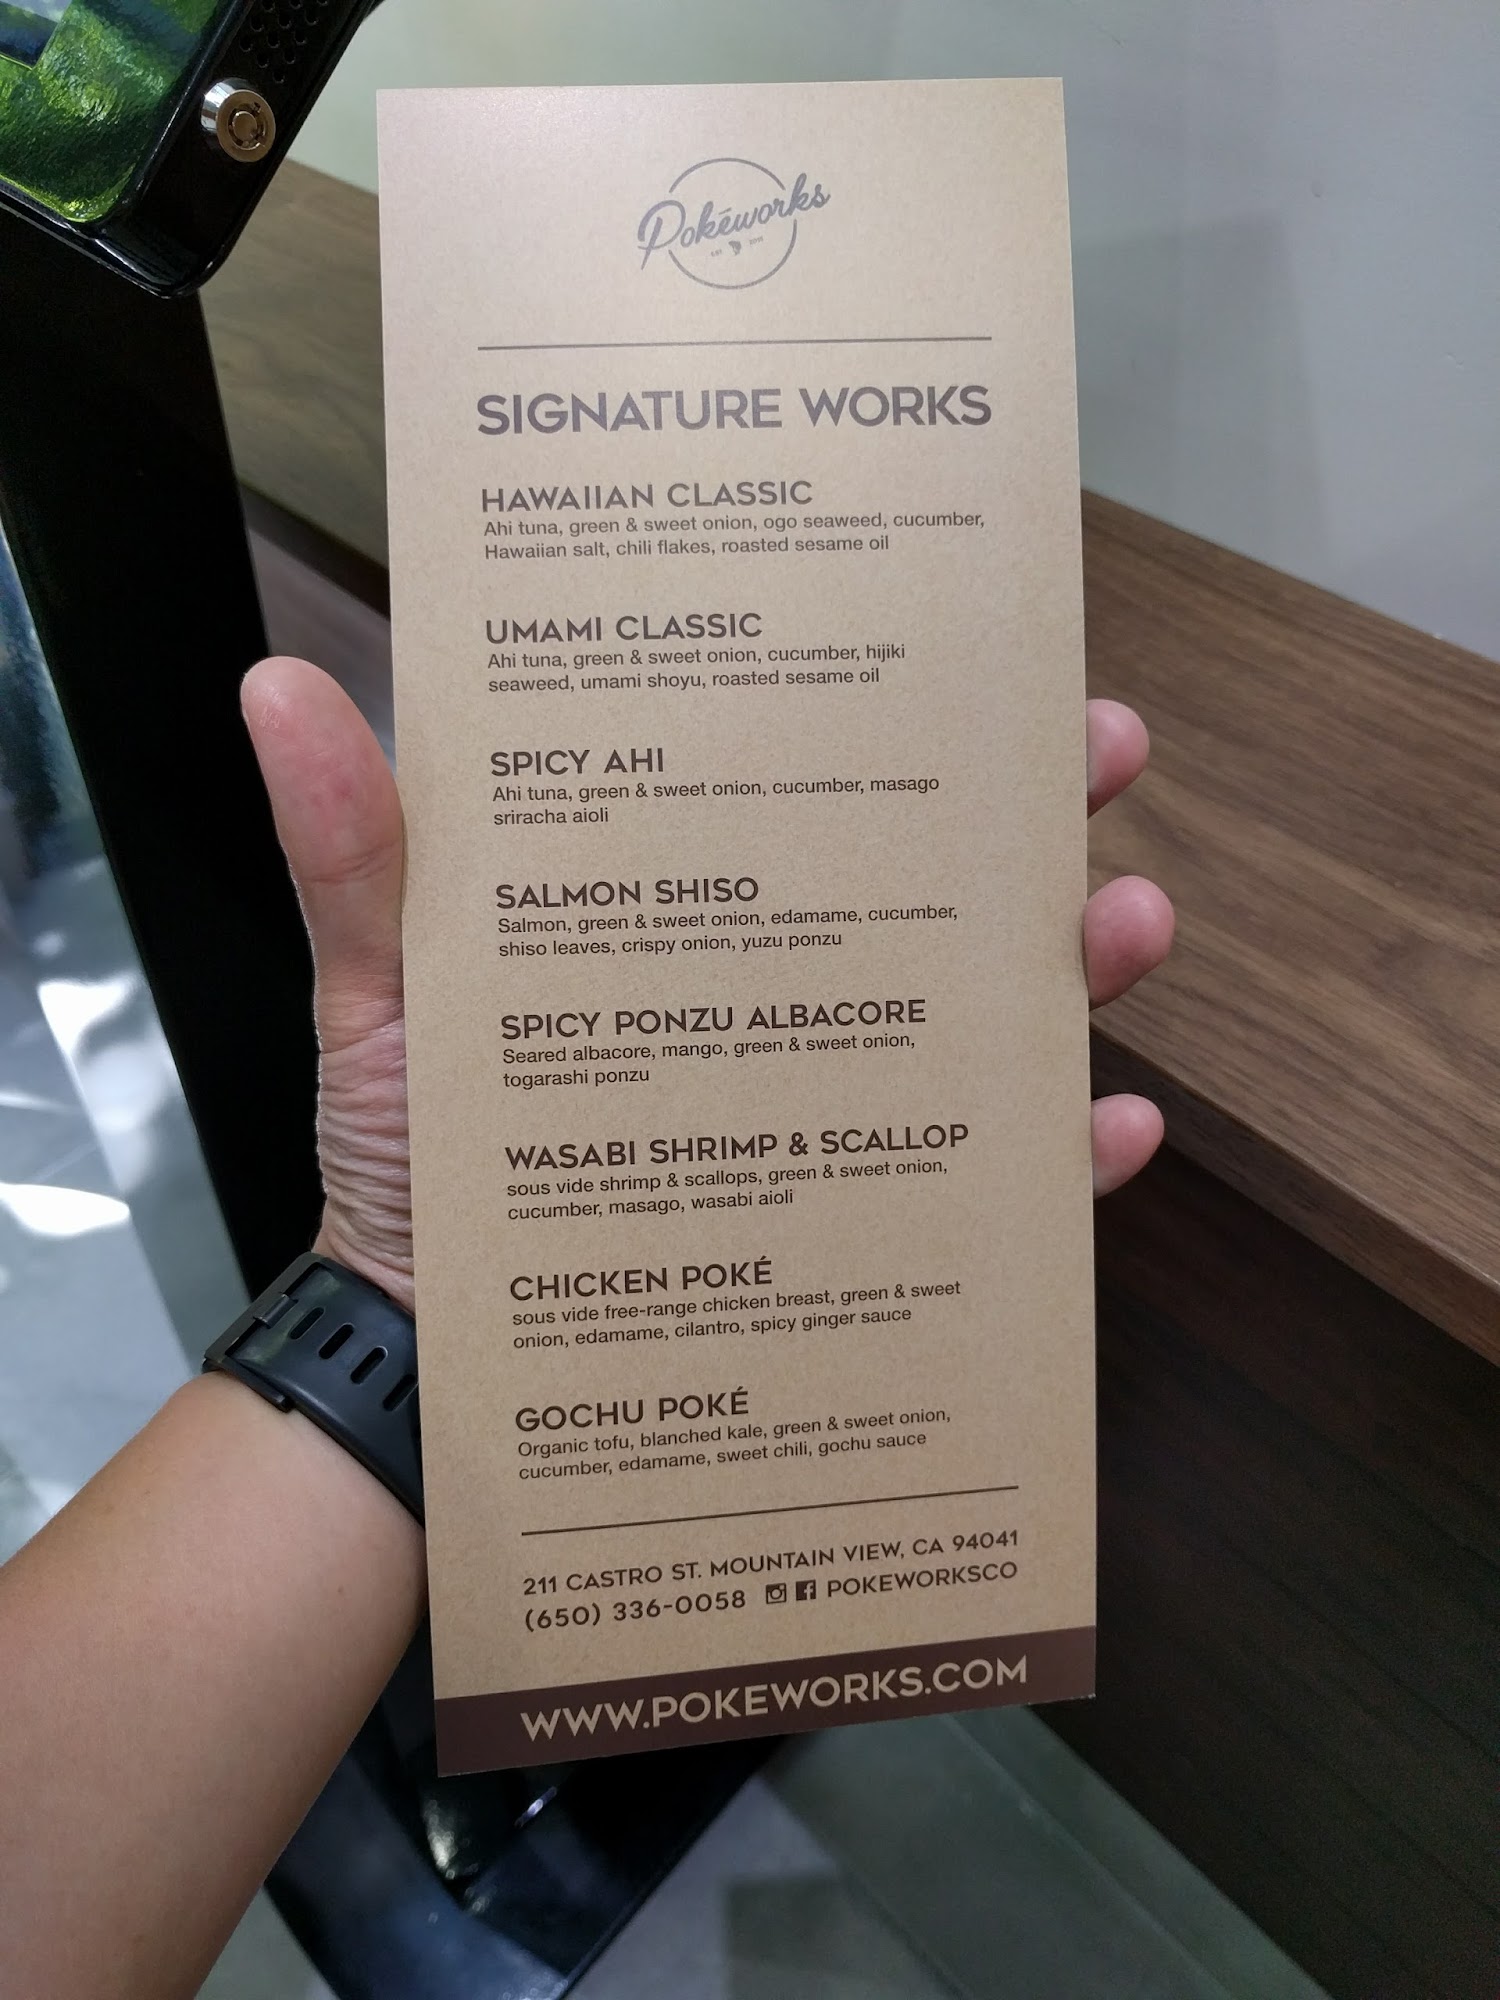 Pokéworks
EST. 2015
SIGNATURE WORKS
HAWAIIAN CLASSIC
Ahi tuna, green & sweet onion, ogo seaweed, cucumber,
Hawaiian salt, chili flakes, roasted sesame oil
UMAMI CLASSIC
Ahi tuna, green & sweet onion, cucumber, hijiki
seaweed, umami shoyu, roasted sesame oil
SPICY AHI
Ahi tuna, green & sweet onion, cucumber, masago
sriracha aioli
SALMON SHISO
Salmon, green & sweet onion, edamame, cucumber,
shiso leaves, crispy onion, yuzu ponzu
SPICY PONZU ALBACORE
Seared albacore, mango, green & sweet onion,
togarashi ponzu
WASABI SHRIMP & SCALLOP
sous vide shrimp & scallops, green & sweet onion,
cucumber, masago, wasabi aioli
CHICKEN POKÉ
sous vide free-range chicken breast, green & sweet
onion, edamame, cilantro, spicy ginger sauce
GOCHU POKÉ
Organic tofu, blanched kale, green & sweet onion,
cucumber, edamame, sweet chili, gochu sauce
211 CASTRO ST. MOUNTAIN VIEW, CA 94041
(650) 336-0058 POKEWORKSCO
WWW.POKEWORKS.COM